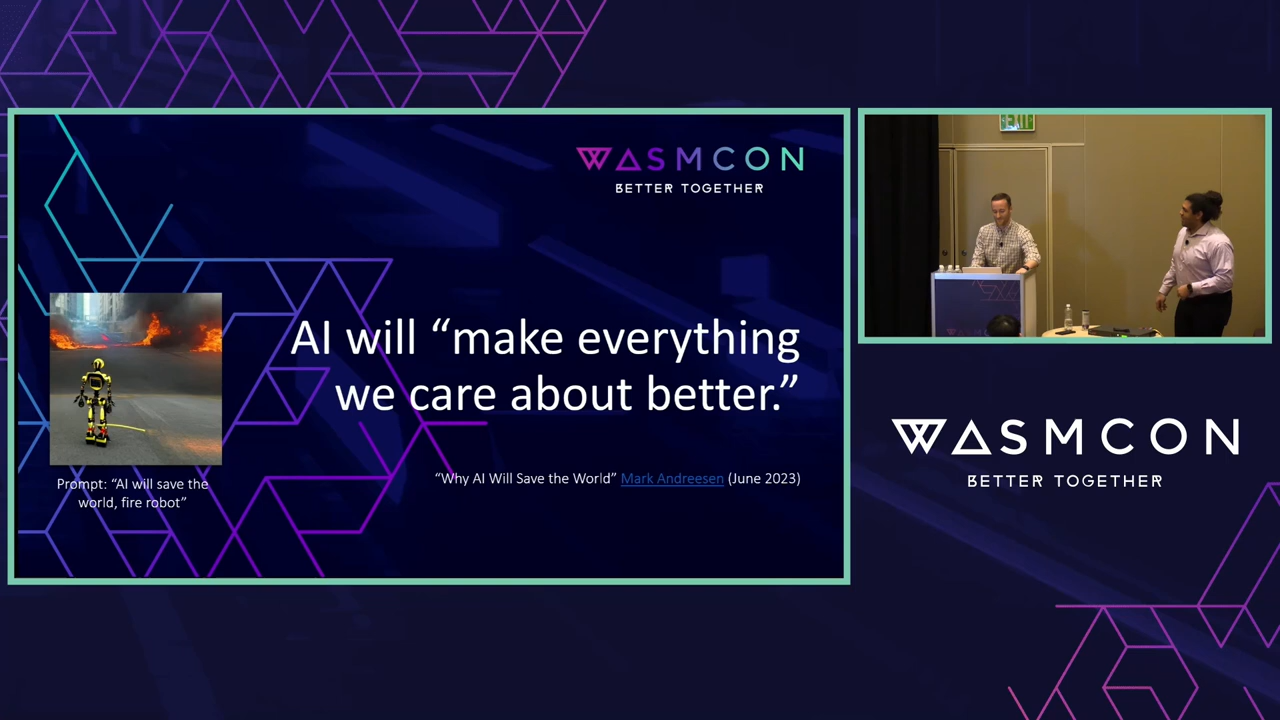 WASMCON
BETTER TOGETHER
AI will “make everything
we care about better.”
“Why AI Will Save the World” Mark Andreesen (June 2023)
Prompt: “AI will save the
world, fire robot”
EXIT
WASMCON
WASMCON
BETTER TOGETHER